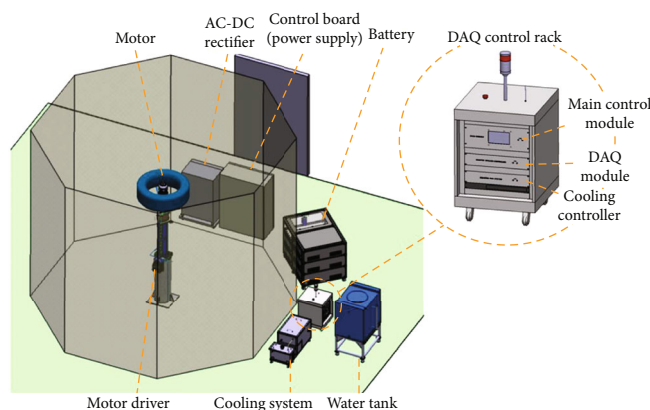 Motor
AC-DC
rectifier
Control board
(power supply)
Battery
DAQ control rack
Main control
module
DAQ
module
Cooling
controller
Motor driver
Cooling system
Water tank